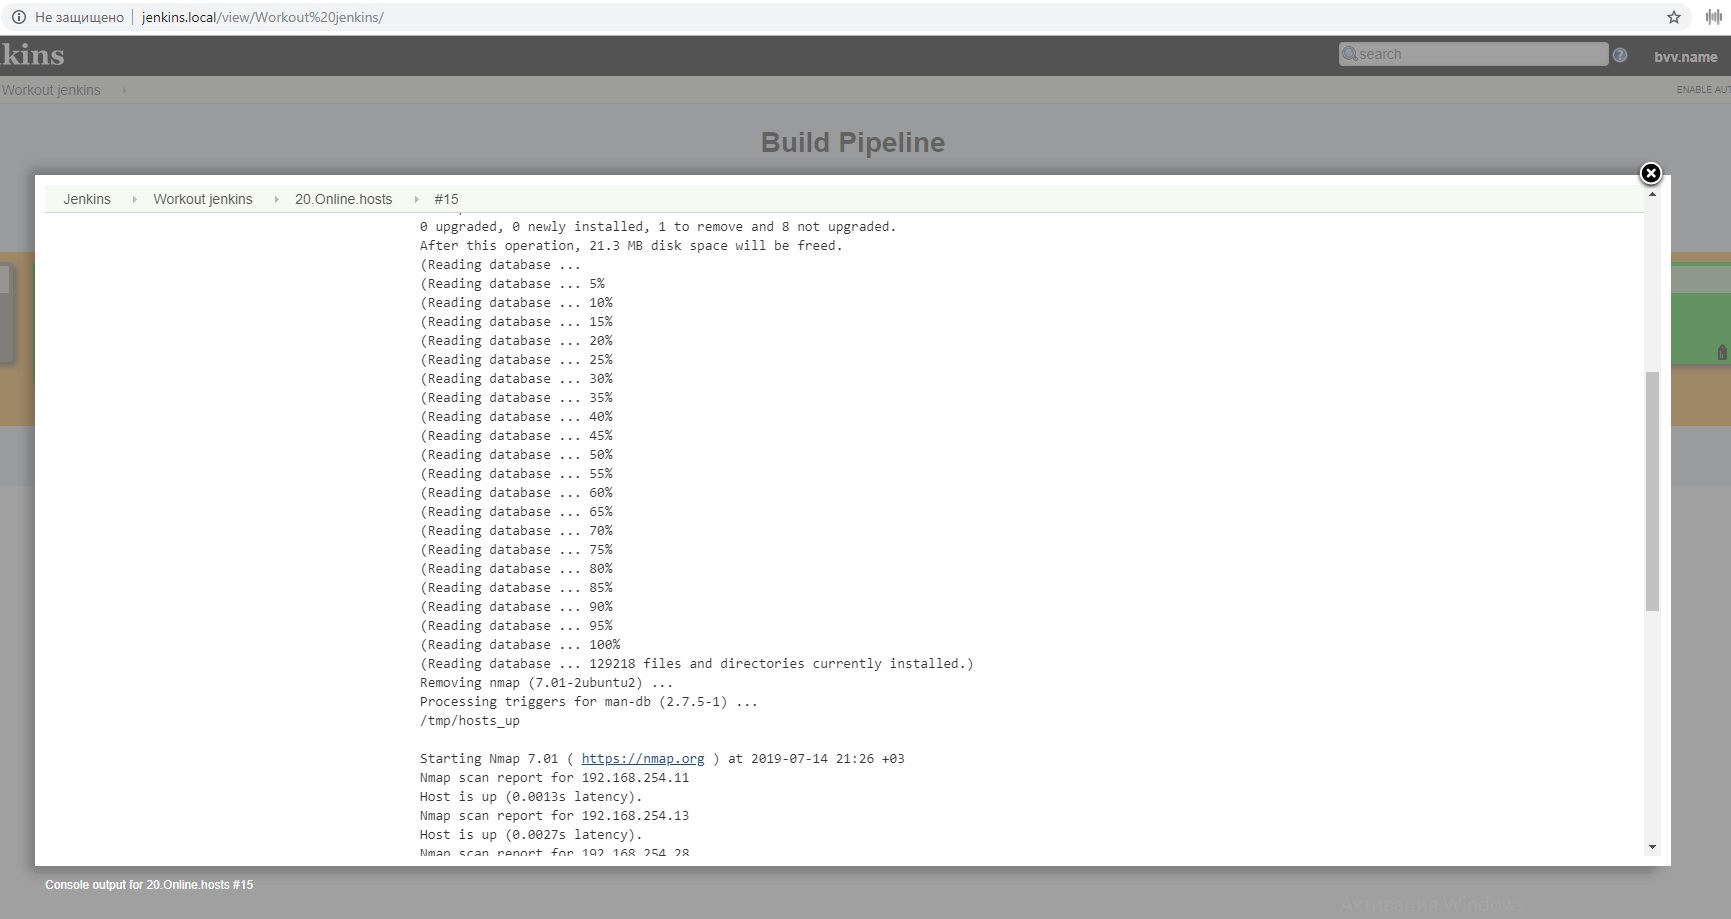 Не защищено jenkins.local/view/Workout%20jenkins/
kins
search
bvv.name
Workout jenkins
ENABLE AUT
Build Pipeline
Jenkins Workout jenkins 20.Online.hosts #15
0 upgraded, 0 newly installed, 1 to remove and 8 not upgraded.
After this operation, 21.3 MB disk space will be freed.
(Reading database ...
(Reading database ... 5%
(Reading database ... 10%
(Reading database ... 15%
(Reading database ... 20%
(Reading database ... 25%
(Reading database ... 30%
(Reading database ... 35%
(Reading database ... 40%
(Reading database ... 45%
(Reading database ... 50%
(Reading database ... 55%
(Reading database ... 60%
(Reading database ... 65%
(Reading database ... 70%
(Reading database ... 75%
(Reading database ... 80%
(Reading database ... 85%
(Reading database ... 90%
(Reading database ... 95%
(Reading database ... 100%
(Reading database ... 129218 files and directories currently installed.)
Removing nmap (7.01-2ubuntu2) ...
Processing triggers for man-db (2.7.5-1) ...
/tmp/hosts_up
Starting Nmap 7.01 ( https://nmap.org ) at 2019-07-14 21:26 +03
Nmap scan report for 192.168.254.11
Host is up (0.0013s latency).
Nmap scan report for 192.168.254.13
Host is up (0.0027s latency).
Nmap scan report for 192.168.254.28
Console output for 20.Online.hosts #15
Активация Windows